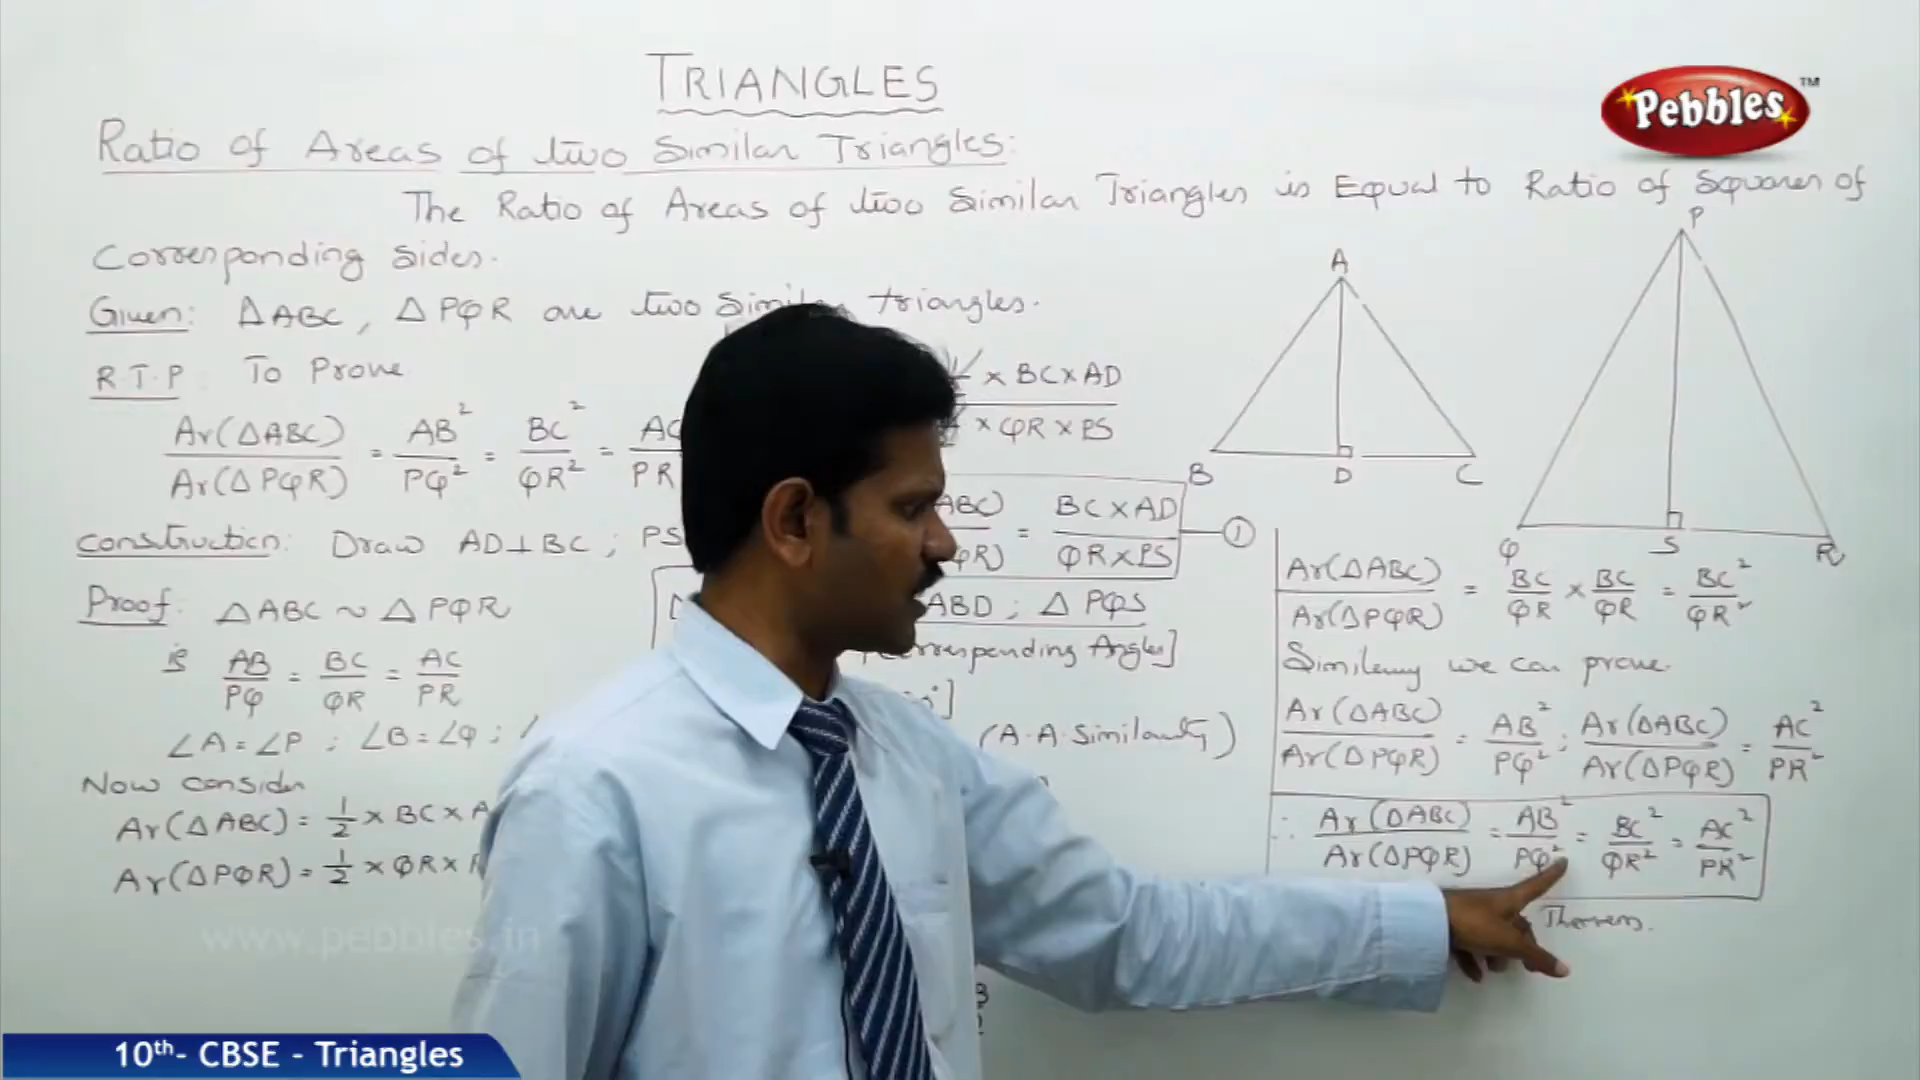 TRIANGLES
Pebbles™
Ratio of Areas of two Similar Triangles:
The Ratio of Areas of two Similar Triangles is Equal to Ratio of Squares of
Corresponding sides.
Given: ΔABC, ΔPQR are two Similar triangles.
R.T.P: To Prove
Ar(ΔABC)/Ar(ΔPQR) = AB²/PQ² = BC²/QR² = AC/PR
Construction: Draw AD⊥BC; PS
Proof: ΔABC ~ ΔPQR
is AB/PQ = BC/QR = AC/PR
∠A=∠P ; ∠B=∠Q ;
Now consider
Ar(ΔABC) = 1/2 × BC ×
Ar(ΔPQR) = 1/2 × QR ×
× BC×AD
× QR × PS
ABC) = BC×AD/QR×PS —①
ABD ; ΔPQS
Corresponding Angles]
(A.A. Similarity)
A
B D C
P
Q S R
Ar(ΔABC)/Ar(ΔPQR) = BC/QR × BC/QR = BC²/QR²
Similarly we can prove.
Ar(ΔABC)/Ar(ΔPQR) = AB²/PQ² ; Ar(ΔABC)/Ar(ΔPQR) = AC²/PR²
∴ Ar(ΔABC)/Ar(ΔPQR) = AB²/PQ² = BC²/QR² = AC²/PR²
Theorem.
www.pebbles.in
10th- CBSE - Triangles